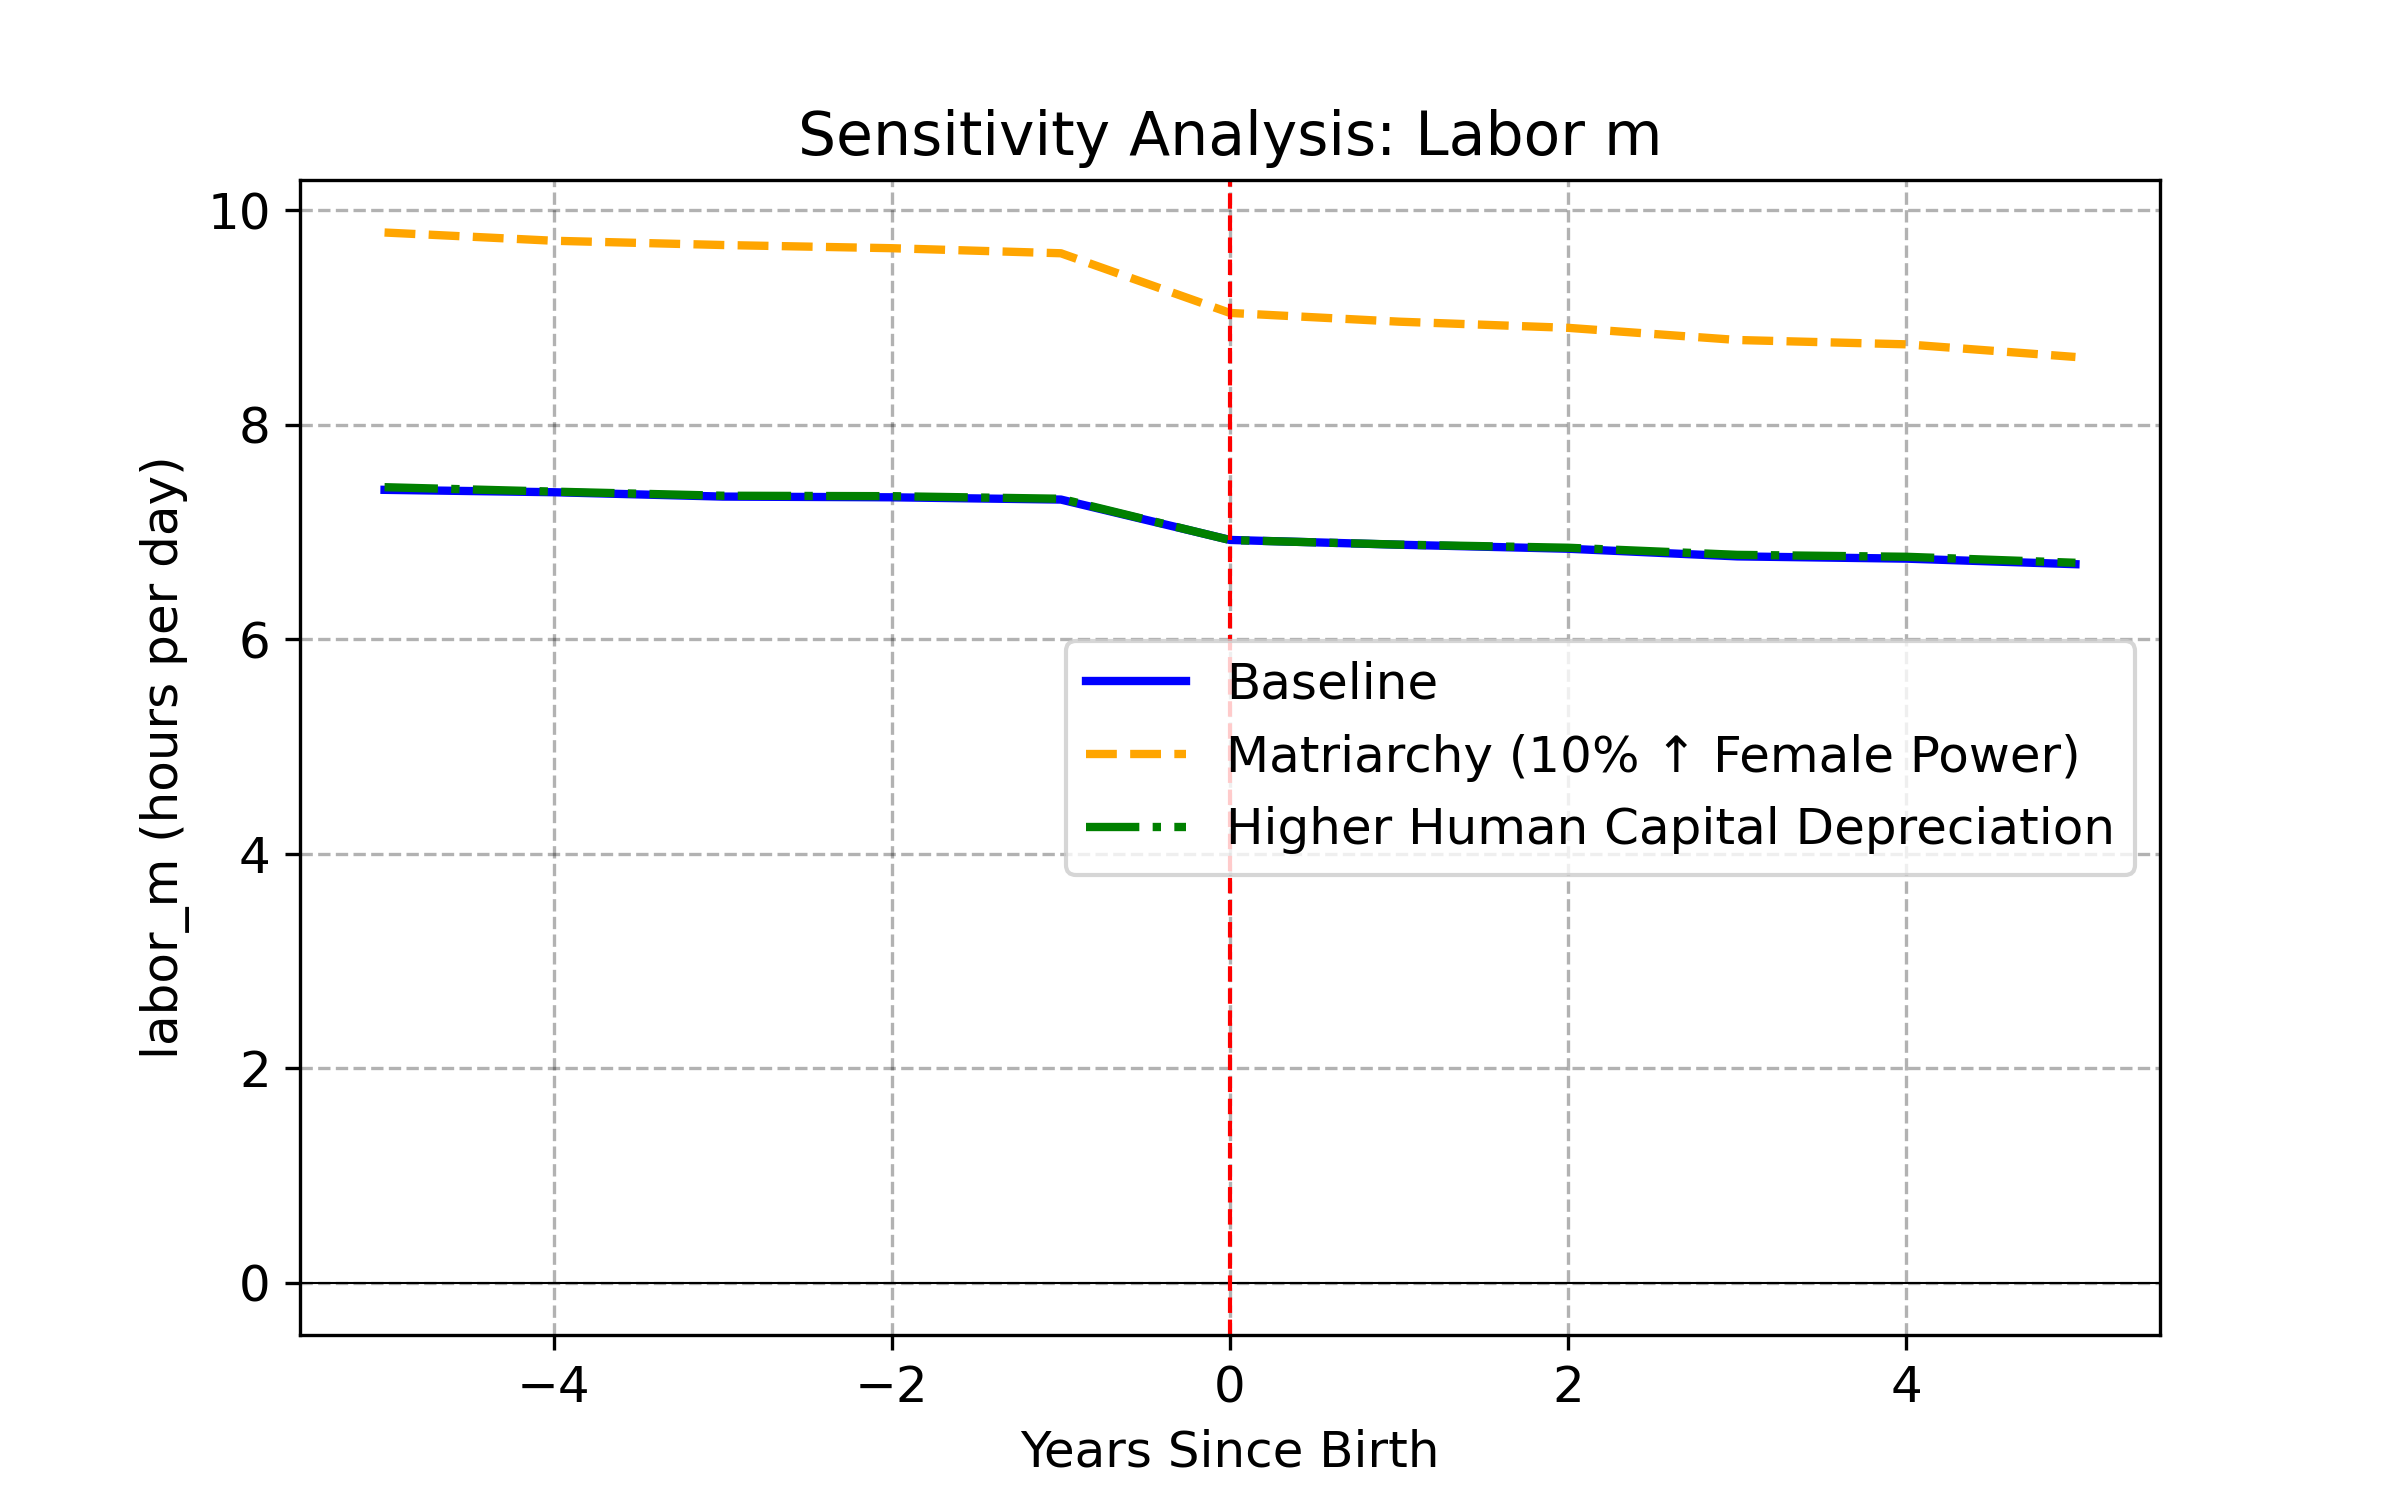 Sensitivity Analysis: Labor m
labor_m (hours per day)
10
8
6
4
2
0
Baseline
Matriarchy (10% ↑ Female Power)
Higher Human Capital Depreciation
−4
−2
0
2
4
Years Since Birth